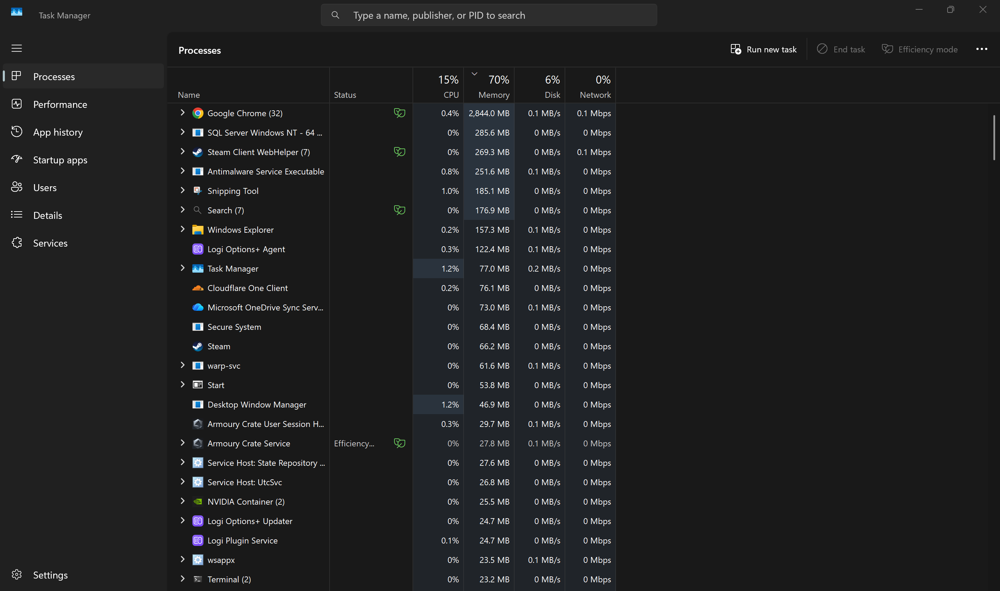 Task Manager
Type a name, publisher, or PID to search
Processes
Performance
App history
Startup apps
Users
Details
Services
Settings
Processes
Run new task
End task
Efficiency mode
15% 70% 6% 0%
Name Status CPU Memory Disk Network
Google Chrome (32) 0.4% 2,844.0 MB 0.1 MB/s 0.1 Mbps
SQL Server Windows NT - 64 ... 0% 285.6 MB 0 MB/s 0 Mbps
Steam Client WebHelper (7) 0% 269.3 MB 0 MB/s 0.1 Mbps
Antimalware Service Executable 0.8% 251.6 MB 0.1 MB/s 0 Mbps
Snipping Tool 1.0% 185.1 MB 0 MB/s 0 Mbps
Search (7) 0% 176.9 MB 0 MB/s 0 Mbps
Windows Explorer 0.2% 157.3 MB 0.1 MB/s 0 Mbps
Logi Options+ Agent 0.3% 122.4 MB 0.1 MB/s 0 Mbps
Task Manager 1.2% 77.0 MB 0.2 MB/s 0 Mbps
Cloudflare One Client 0.2% 76.1 MB 0 MB/s 0 Mbps
Microsoft OneDrive Sync Serv... 0% 73.0 MB 0.1 MB/s 0 Mbps
Secure System 0% 68.4 MB 0 MB/s 0 Mbps
Steam 0% 66.2 MB 0 MB/s 0 Mbps
warp-svc 0% 61.6 MB 0.1 MB/s 0 Mbps
Start 0% 53.8 MB 0 MB/s 0 Mbps
Desktop Window Manager 1.2% 46.9 MB 0 MB/s 0 Mbps
Armoury Crate User Session H... 0.3% 29.7 MB 0.1 MB/s 0 Mbps
Armoury Crate Service Efficiency... 0% 27.8 MB 0.1 MB/s 0 Mbps
Service Host: State Repository ... 0% 27.6 MB 0 MB/s 0 Mbps
Service Host: UtcSvc 0% 26.8 MB 0 MB/s 0 Mbps
NVIDIA Container (2) 0% 25.5 MB 0 MB/s 0 Mbps
Logi Options+ Updater 0% 24.7 MB 0 MB/s 0 Mbps
Logi Plugin Service 0.1% 24.7 MB 0 MB/s 0 Mbps
wsappx 0% 23.5 MB 0.1 MB/s 0 Mbps
Terminal (2) 0% 23.2 MB 0 MB/s 0 Mbps